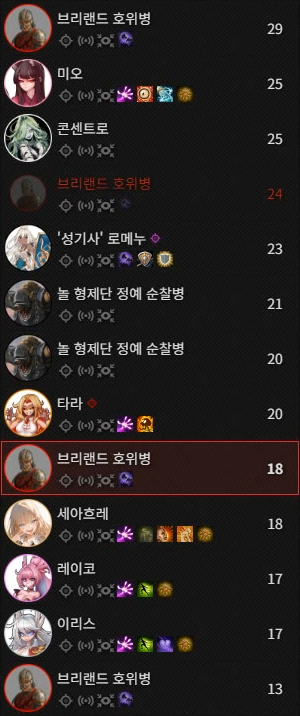 브리랜드 호위병
29
미오
25
콘센트로
25
브리랜드 호위병
24
'성기사' 로메누
23
놀 형제단 정예 순찰병
21
놀 형제단 정예 순찰병
20
타라
20
브리랜드 호위병
18
세아흐레
18
레이코
17
이리스
17
브리랜드 호위병
13